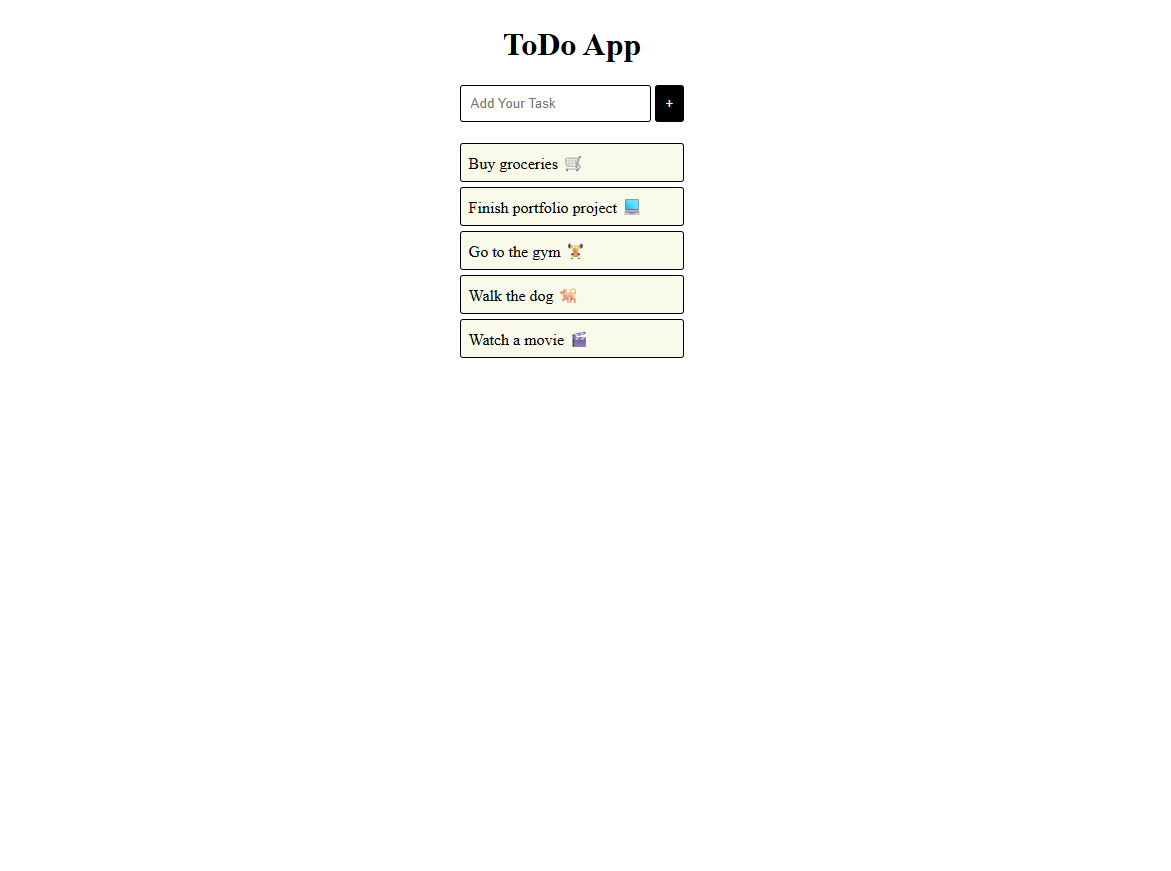 ToDo App
Add Your Task +
Buy groceries 🛒
Finish portfolio project 💻
Go to the gym 🏋️
Walk the dog 🐕
Watch a movie 🎬